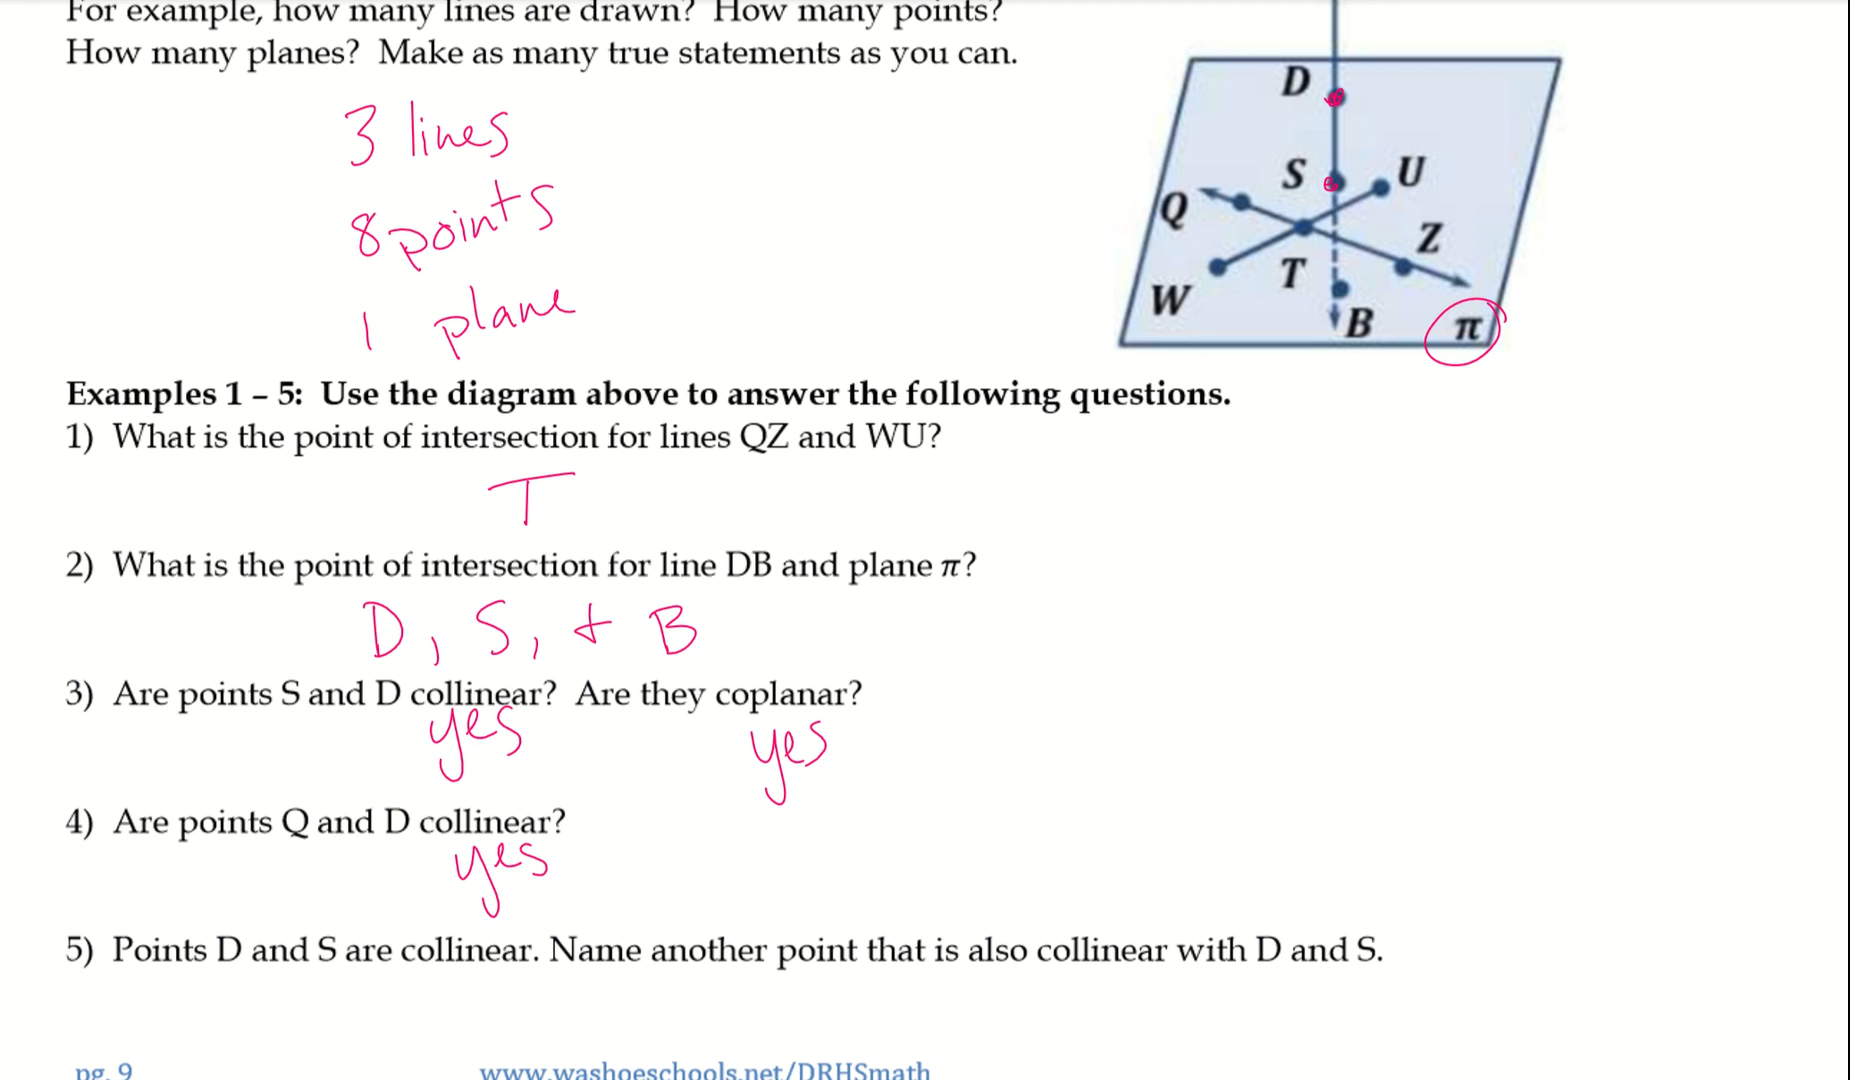 For example, how many lines are drawn? How many points?
How many planes? Make as many true statements as you can.
3 lines
8 points
1 plane
D
S
U
Q
Z
T
W
B
π
Examples 1 – 5: Use the diagram above to answer the following questions.
1) What is the point of intersection for lines QZ and WU?
T
2) What is the point of intersection for line DB and plane π?
D, S, + B
3) Are points S and D collinear? Are they coplanar?
yes yes
4) Are points Q and D collinear?
yes
5) Points D and S are collinear. Name another point that is also collinear with D and S.
pg. 9 www.washoeschools.net/DRHSmath